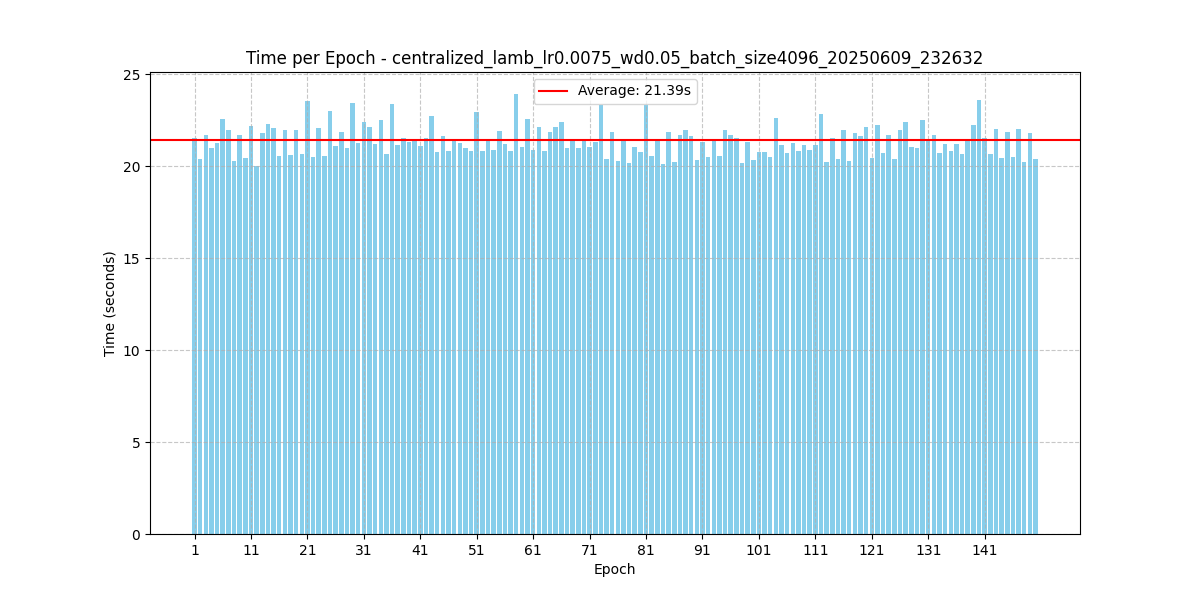 Time per Epoch - centralized_lamb_lr0.0075_wd0.05_batch_size4096_20250609_232632
Average: 21.39s
25
20
15
10
5
0
Time (seconds)
1 11 21 31 41 51 61 71 81 91 101 111 121 131 141
Epoch